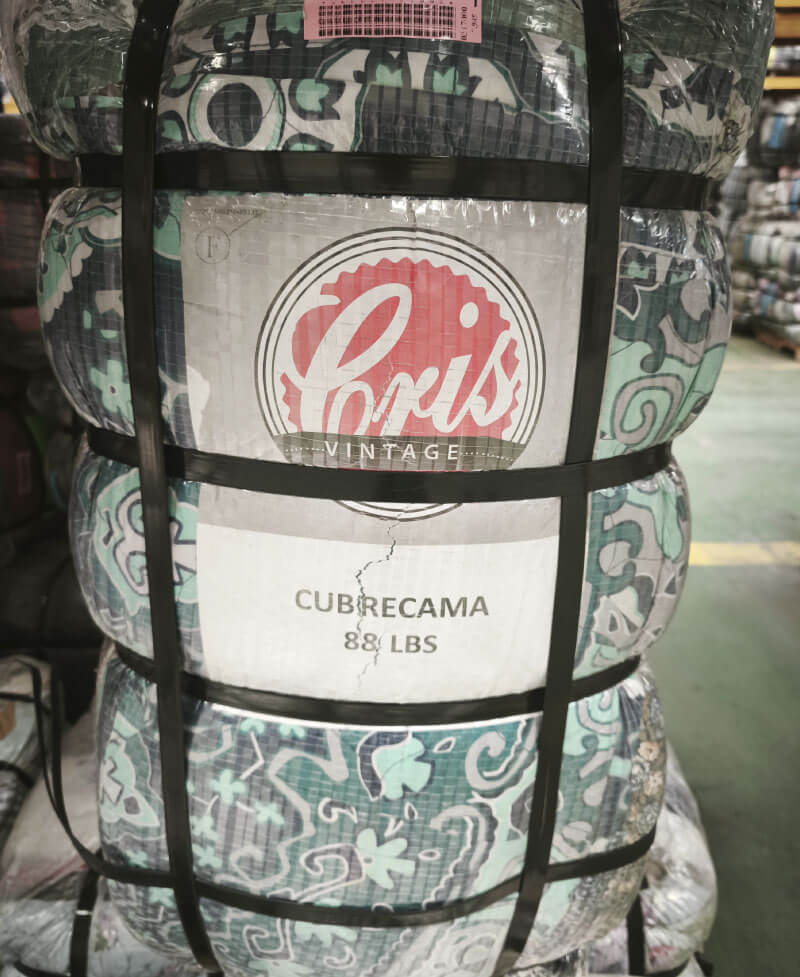 F
Cris
VINTAGE
CUBRECAMA
88 LBS